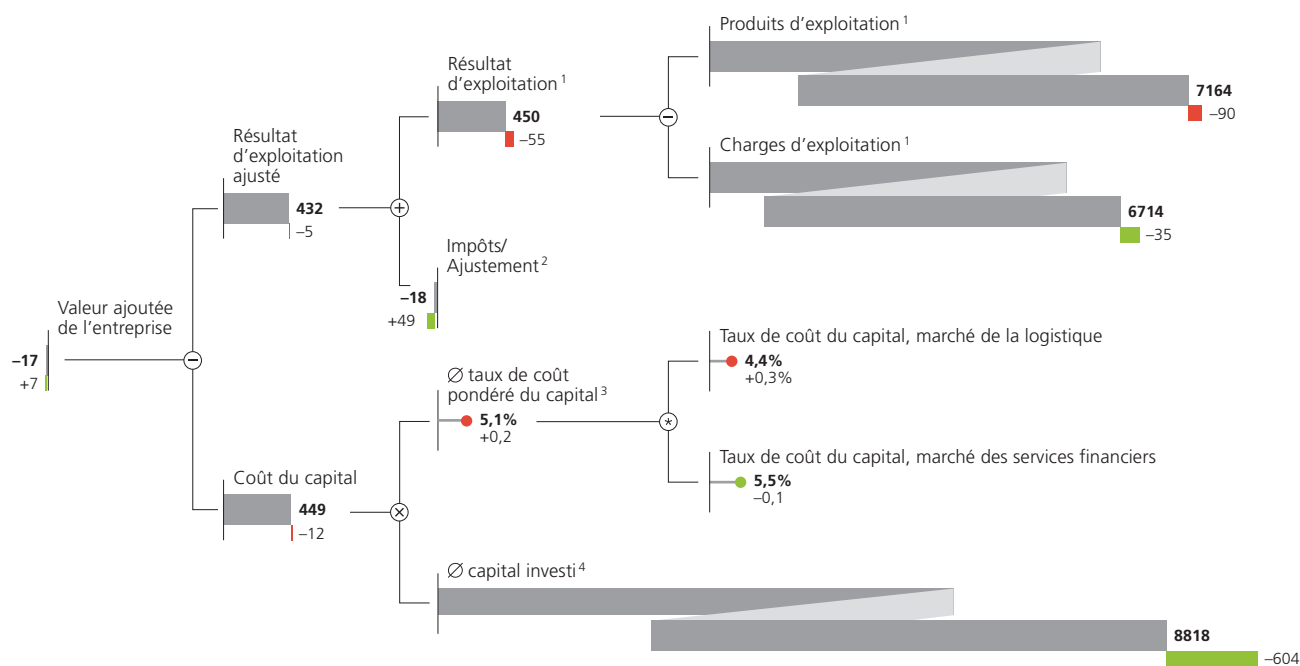 Produits d'exploitation 1
7164
–90
Résultat
d'exploitation 1
450
–55
–
Charges d'exploitation 1
6714
–35
Résultat
d'exploitation
ajusté
432
–5
+
Impôts/
Ajustement 2
–18
+49
Valeur ajoutée
de l'entreprise
–17
+7
–
Taux de coût du capital, marché de la logistique
4,4%
+0,3%
Ø taux de coût
pondéré du capital 3
5,1%
+0,2
*
Taux de coût du capital, marché des services financiers
5,5%
–0,1
Coût du capital
449
–12
×
Ø capital investi 4
8818
–604